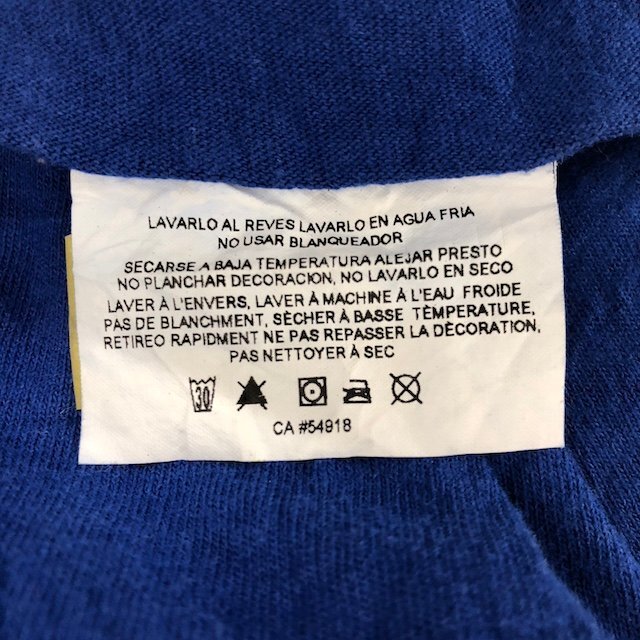 LAVARLO AL REVES LAVARLO EN AGUA FRIA
NO USAR BLANQUEADOR
SECARSE A BAJA TEMPERATURA ALEJAR PRESTO
NO PLANCHAR DECORACION, NO LAVARLO EN SECO
LAVER À L'ENVERS, LAVER À MACHINE À L'EAU FROIDE
PAS DE BLANCHMENT, SÈCHER À BASSE TÈMPERATURE,
RETIREO RAPIDMENT NE PAS REPASSER LA DÈCORATION,
PAS NETTOYER À SEC
30
CA #54918